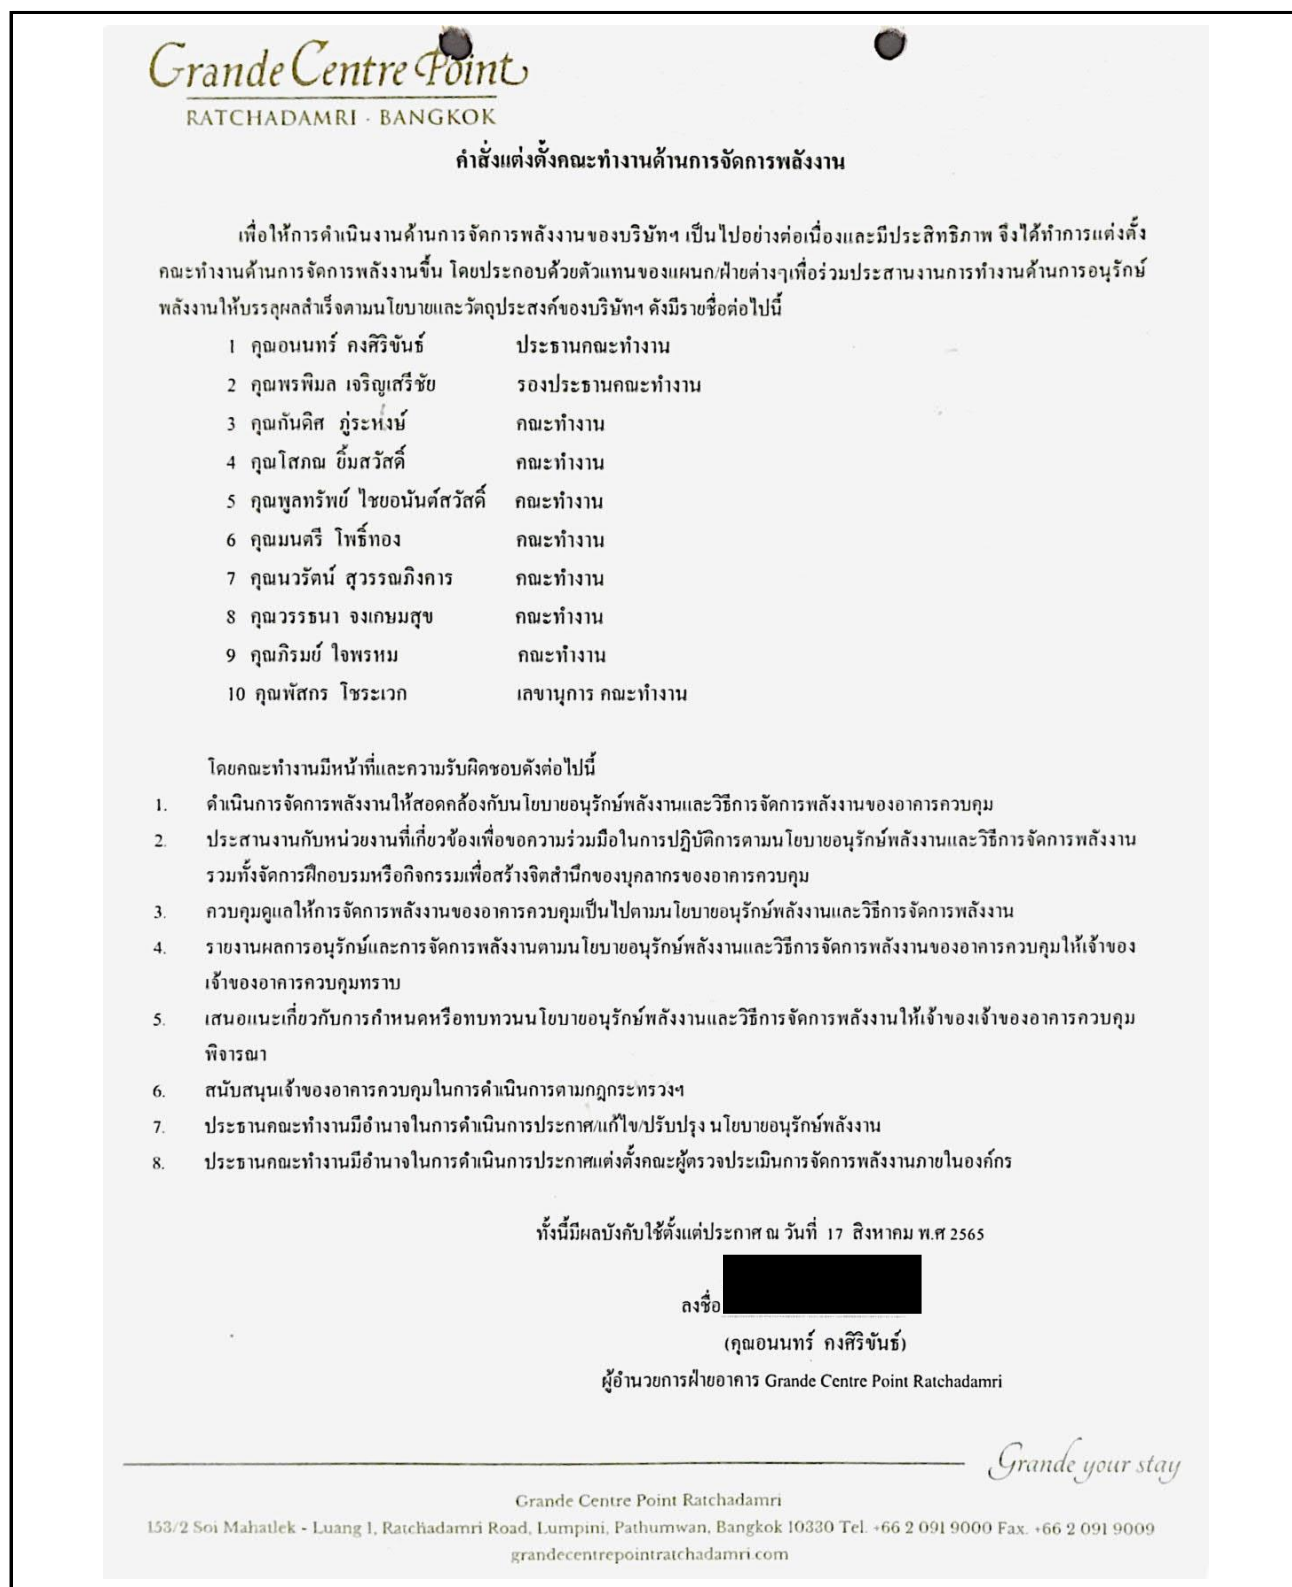 Grande Centre Point
RATCHADAMRI · BANGKOK
คำสั่งแต่งตั้งคณะทำงานด้านการจัดการพลังงาน
เพื่อให้การดำเนินงานด้านการจัดการพลังงานของบริษัทฯ เป็นไปอย่างต่อเนื่องและมีประสิทธิภาพ จึงได้ทำการแต่งตั้ง
คณะทำงานด้านการจัดการพลังงานขึ้น โดยประกอบด้วยตัวแทนของแผนก/ฝ่ายต่างๆเพื่อร่วมประสานงานการทำงานด้านการอนุรักษ์
พลังงานให้บรรลุผลสำเร็จตามนโยบายและวัตถุประสงค์ของบริษัทฯ ดังมีรายชื่อต่อไปนี้
1 คุณอนนทร์ คงศิริขันธ์ ประธานคณะทำงาน
2 คุณพรพิมล เจริญเสรีชัย รองประธานคณะทำงาน
3 คุณกันดิศ ภู่ระหงษ์ คณะทำงาน
4 คุณโสภณ ยิ้มสวัสดิ์ คณะทำงาน
5 คุณพูลทรัพย์ ไชยอนันต์สวัสดิ์ คณะทำงาน
6 คุณมนตรี โพธิ์ทอง คณะทำงาน
7 คุณนวรัตน์ สุวรรณภิงคาร คณะทำงาน
8 คุณวรรธนา จงเกษมสุข คณะทำงาน
9 คุณภิรมย์ ใจพรหม คณะทำงาน
10 คุณพัสกร โชระเวก เลขานุการ คณะทำงาน
โดยคณะทำงานมีหน้าที่และความรับผิดชอบดังต่อไปนี้
1. ดำเนินการจัดการพลังงานให้สอดคล้องกับนโยบายอนุรักษ์พลังงานและวิธีการจัดการพลังงานของอาคารควบคุม
2. ประสานงานกับหน่วยงานที่เกี่ยวข้องเพื่อขอความร่วมมือในการปฏิบัติการตามนโยบายอนุรักษ์พลังงานและวิธีการจัดการพลังงาน
รวมทั้งจัดการฝึกอบรมหรือกิจกรรมเพื่อสร้างจิตสำนึกของบุคลากรของอาคารควบคุม
3. ควบคุมดูแลให้การจัดการพลังงานของอาคารควบคุมเป็นไปตามนโยบายอนุรักษ์พลังงานและวิธีการจัดการพลังงาน
4. รายงานผลการอนุรักษ์และการจัดการพลังงานตามนโยบายอนุรักษ์พลังงานและวิธีการจัดการพลังงานของอาคารควบคุมให้เจ้าของ
เจ้าของอาคารควบคุมทราบ
5. เสนอแนะเกี่ยวกับการกำหนดหรือทบทวนนโยบายอนุรักษ์พลังงานและวิธีการจัดการพลังงานให้เจ้าของเจ้าของอาคารควบคุม
พิจารณา
6. สนับสนุนเจ้าของอาคารควบคุมในการดำเนินการตามกฎกระทรวงฯ
7. ประธานคณะทำงานมีอำนาจในการดำเนินการประกาศ/แก้ไข/ปรับปรุง นโยบายอนุรักษ์พลังงาน
8. ประธานคณะทำงานมีอำนาจในการดำเนินการประกาศแต่งตั้งคณะผู้ตรวจประเมินการจัดการพลังงานภายในองค์กร
ทั้งนี้มีผลบังคับใช้ตั้งแต่ประกาศ ณ วันที่ 17 สิงหาคม พ.ศ 2565
ลงชื่อ
(คุณอนนทร์ คงศิริขันธ์)
ผู้อำนวยการฝ่ายอาคาร Grande Centre Point Ratchadamri
Grande your stay
Grande Centre Point Ratchadamri
153/2 Soi Mahatlek - Luang 1, Ratchadamri Road, Lumpini, Pathumwan, Bangkok 10330 Tel. +66 2 091 9000 Fax. +66 2 091 9009
grandecentrepointratchadamri.com